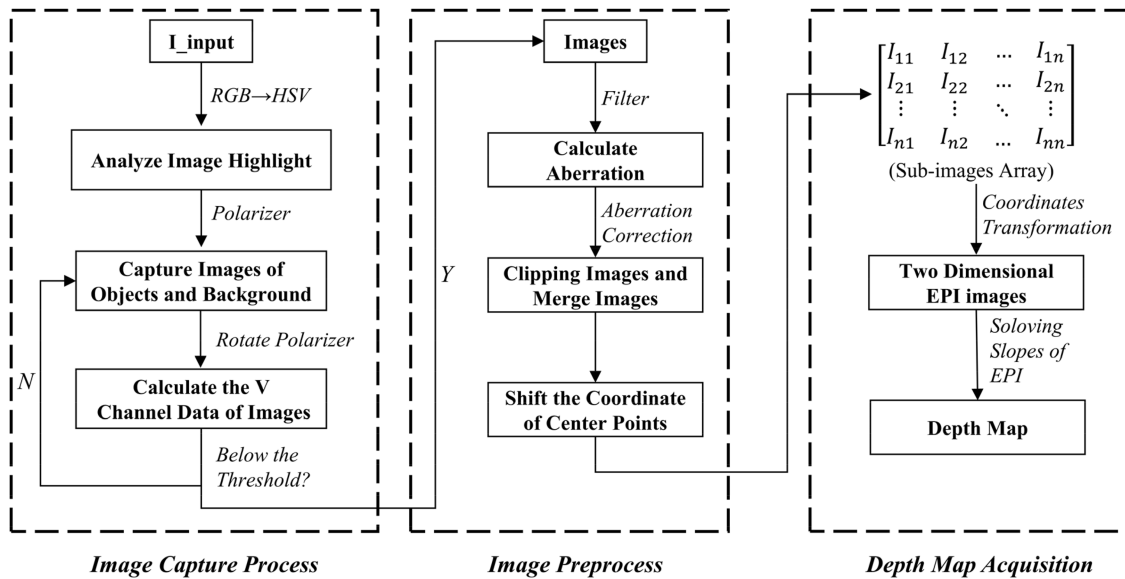 I_input
RGB→HSV
Analyze Image Highlight
Polarizer
Capture Images of
Objects and Background
Rotate Polarizer
N
Calculate the V
Channel Data of Images
Below the
Threshold?
Image Capture Process
Y
Images
Filter
Calculate
Aberration
Aberration
Correction
Clipping Images and
Merge Images
Shift the Coordinate
of Center Points
Image Preprocess
I11 I12 ... I1n
I21 I22 ... I2n
⋮ ⋮ ⋱ ⋮
In1 In2 ... Inn
(Sub-images Array)
Coordinates
Transformation
Two Dimensional
EPI images
Soloving
Slopes of
EPI
Depth Map
Depth Map Acquisition